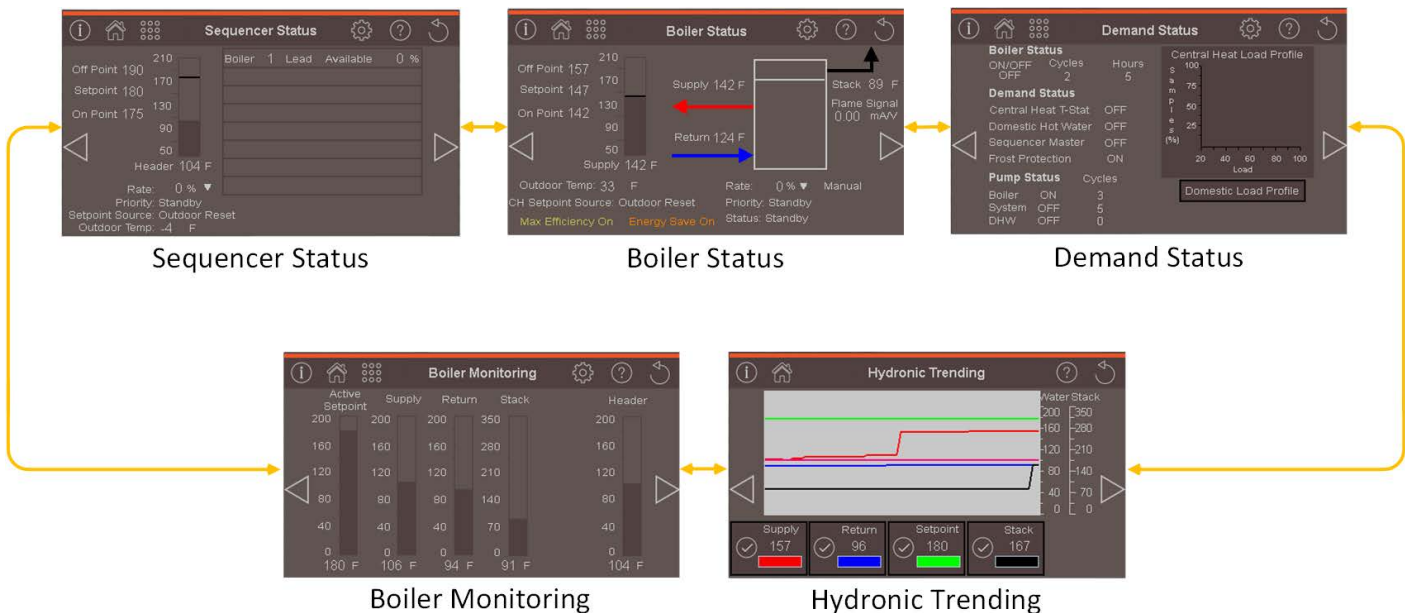 Sequencer Status
Off Point 190
Setpoint 180
On Point 175
210
170
130
90
50
Header 104 F
Boiler 1 Lead Available 0 %
Rate: 0 % ▼
Priority: Standby
Setpoint Source: Outdoor Reset
Outdoor Temp: -4 F
Sequencer Status
Boiler Status
Off Point 157
Setpoint 147
On Point 142
210
170
130
90
50
Supply 142 F
Supply 142 F
Return 124 F
Stack 89 F
Flame Signal
0.00 mA/V
Outdoor Temp: 33 F
CH Setpoint Source: Outdoor Reset
Max Efficiency On Energy Save On
Rate: 0 % ▼ Manual
Priority: Standby
Status: Standby
Boiler Status
Demand Status
Boiler Status
ON/OFF Cycles Hours
OFF 2 5
Demand Status
Central Heat T-Stat OFF
Domestic Hot Water OFF
Sequencer Master OFF
Frost Protection ON
Pump Status Cycles
Boiler ON 3
System OFF 5
DHW OFF 0
Central Heat Load Profile
Samples
(%)
100
75
50
25
20 40 60 80 100
Load
Domestic Load Profile
Demand Status
Boiler Monitoring
Active
Setpoint Supply Return Stack Header
200 200 200 350 200
160 160 160 280 160
120 120 120 210 120
80 80 80 140 80
40 40 40 70 40
0 0 0 0 0
180 F 106 F 94 F 91 F 104 F
Boiler Monitoring
Hydronic Trending
Water Stack
200 350
160 280
120 210
80 140
40 70
0 0
Supply Return Setpoint Stack
157 96 180 167
Hydronic Trending